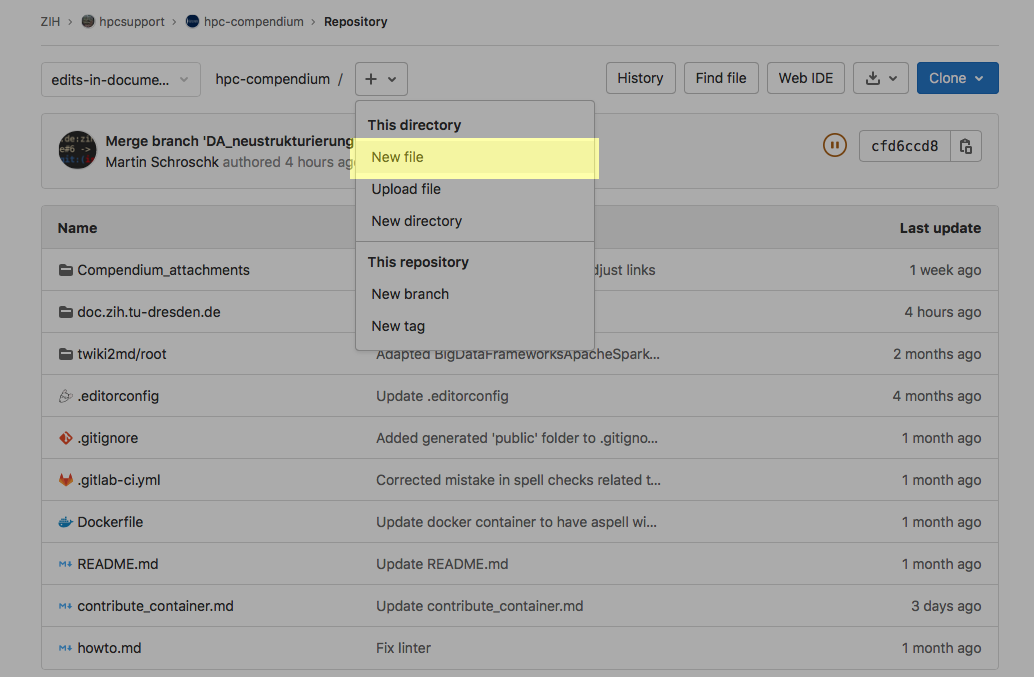 ZIH › hpcsupport › hpc-compendium › Repository
edits-in-docume... hpc-compendium / + History Find file Web IDE Clone
This directory
Merge branch 'DA_neustrukturierung
New file
cfd6ccd8
Martin Schroschk authored 4 hours ag
Upload file
New directory
Name Last update
This repository
Compendium_attachments djust links 1 week ago
New branch
doc.zih.tu-dresden.de 4 hours ago
New tag
twiki2md/root Adapted BigDataFrameworksApacheSpark... 2 months ago
.editorconfig Update .editorconfig 4 months ago
.gitignore Added generated 'public' folder to .gitigno... 1 month ago
.gitlab-ci.yml Corrected mistake in spell checks related t... 1 month ago
Dockerfile Update docker container to have aspell wi... 1 month ago
README.md Update README.md 1 month ago
contribute_container.md Update contribute_container.md 3 days ago
howto.md Fix linter 1 month ago